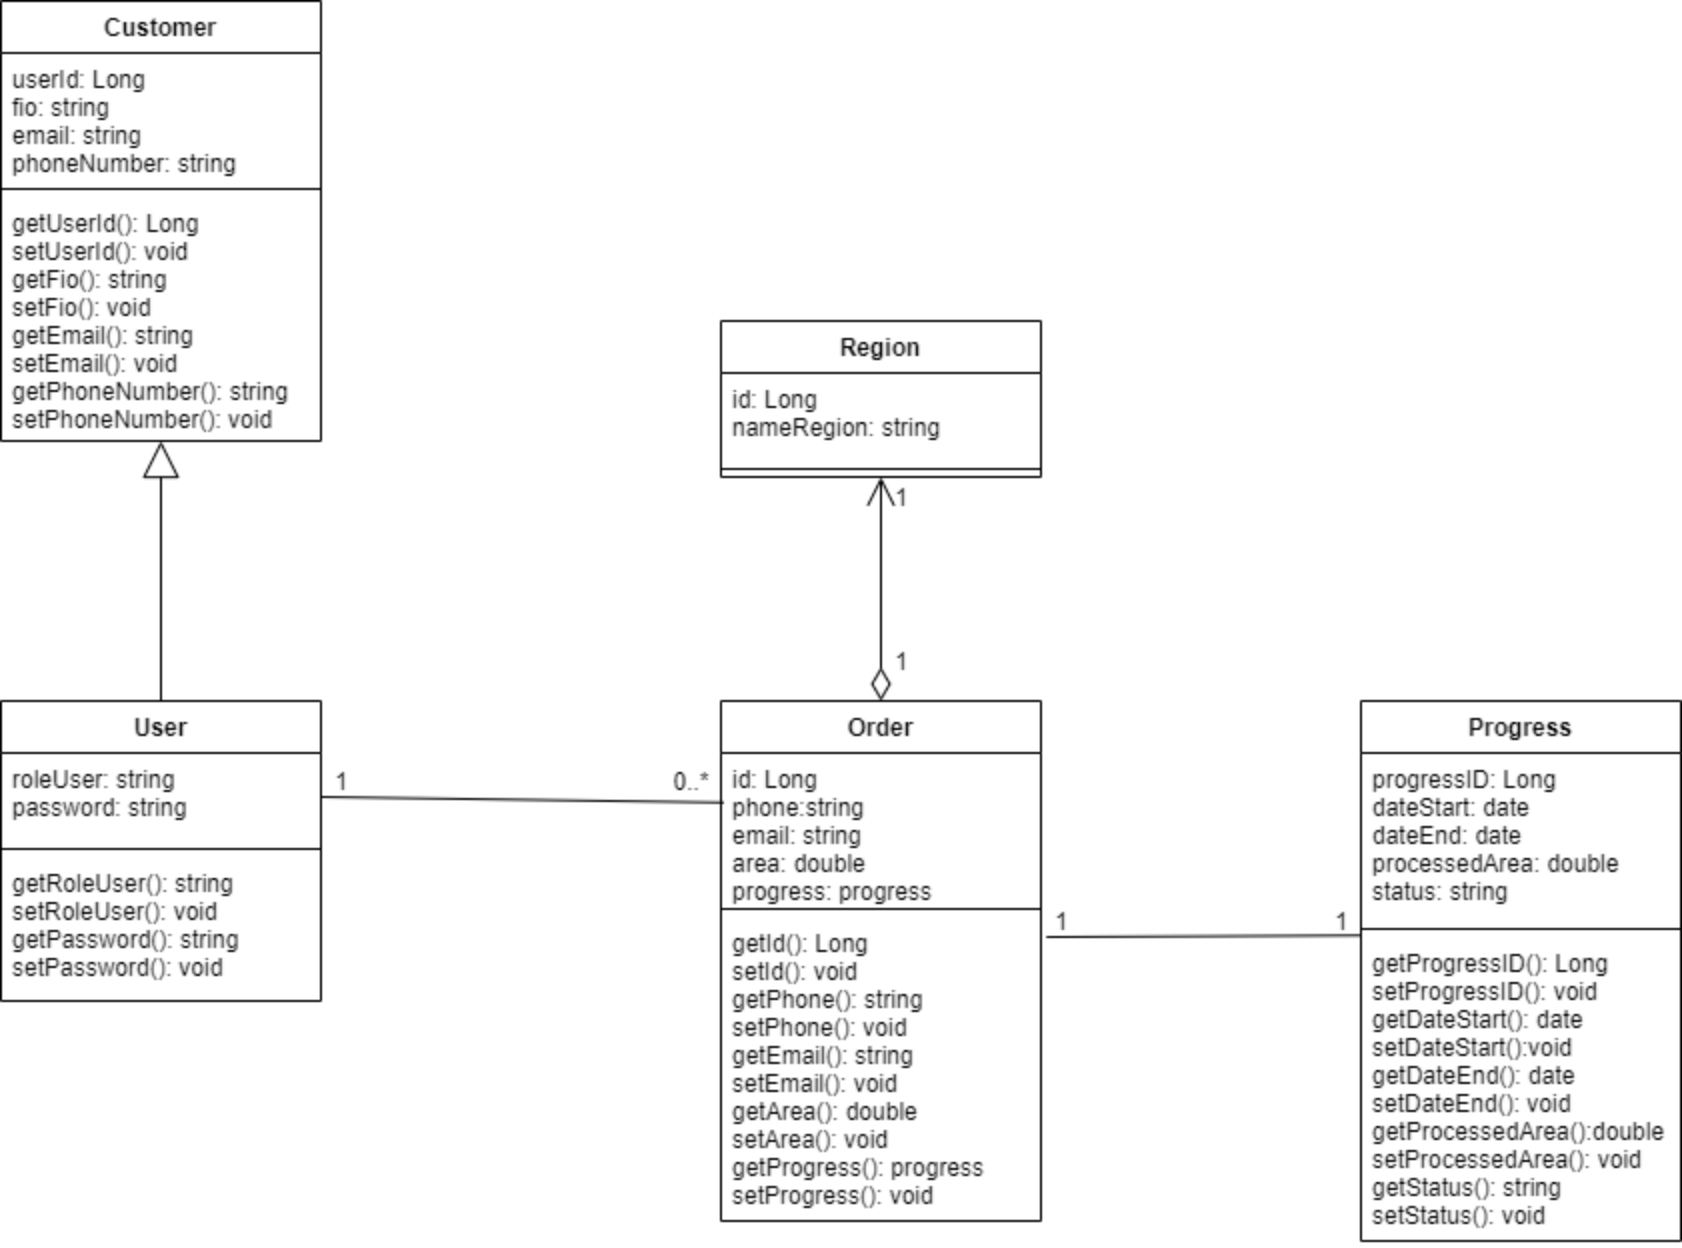 Customer
userId: Long
fio: string
email: string
phoneNumber: string
getUserId(): Long
setUserId(): void
getFio(): string
setFio(): void
getEmail(): string
setEmail(): void
getPhoneNumber(): string
setPhoneNumber(): void
Region
id: Long
nameRegion: string
1
1
User
roleUser: string
password: string
getRoleUser(): string
setRoleUser(): void
getPassword(): string
setPassword(): void
1
0..*
Order
id: Long
phone:string
email: string
area: double
progress: progress
getId(): Long
setId(): void
getPhone(): string
setPhone(): void
getEmail(): string
setEmail(): void
getArea(): double
setArea(): void
getProgress(): progress
setProgress(): void
1
1
Progress
progressID: Long
dateStart: date
dateEnd: date
processedArea: double
status: string
getProgressID(): Long
setProgressID(): void
getDateStart(): date
setDateStart():void
getDateEnd(): date
setDateEnd(): void
getProcessedArea():double
setProcessedArea(): void
getStatus(): string
setStatus(): void